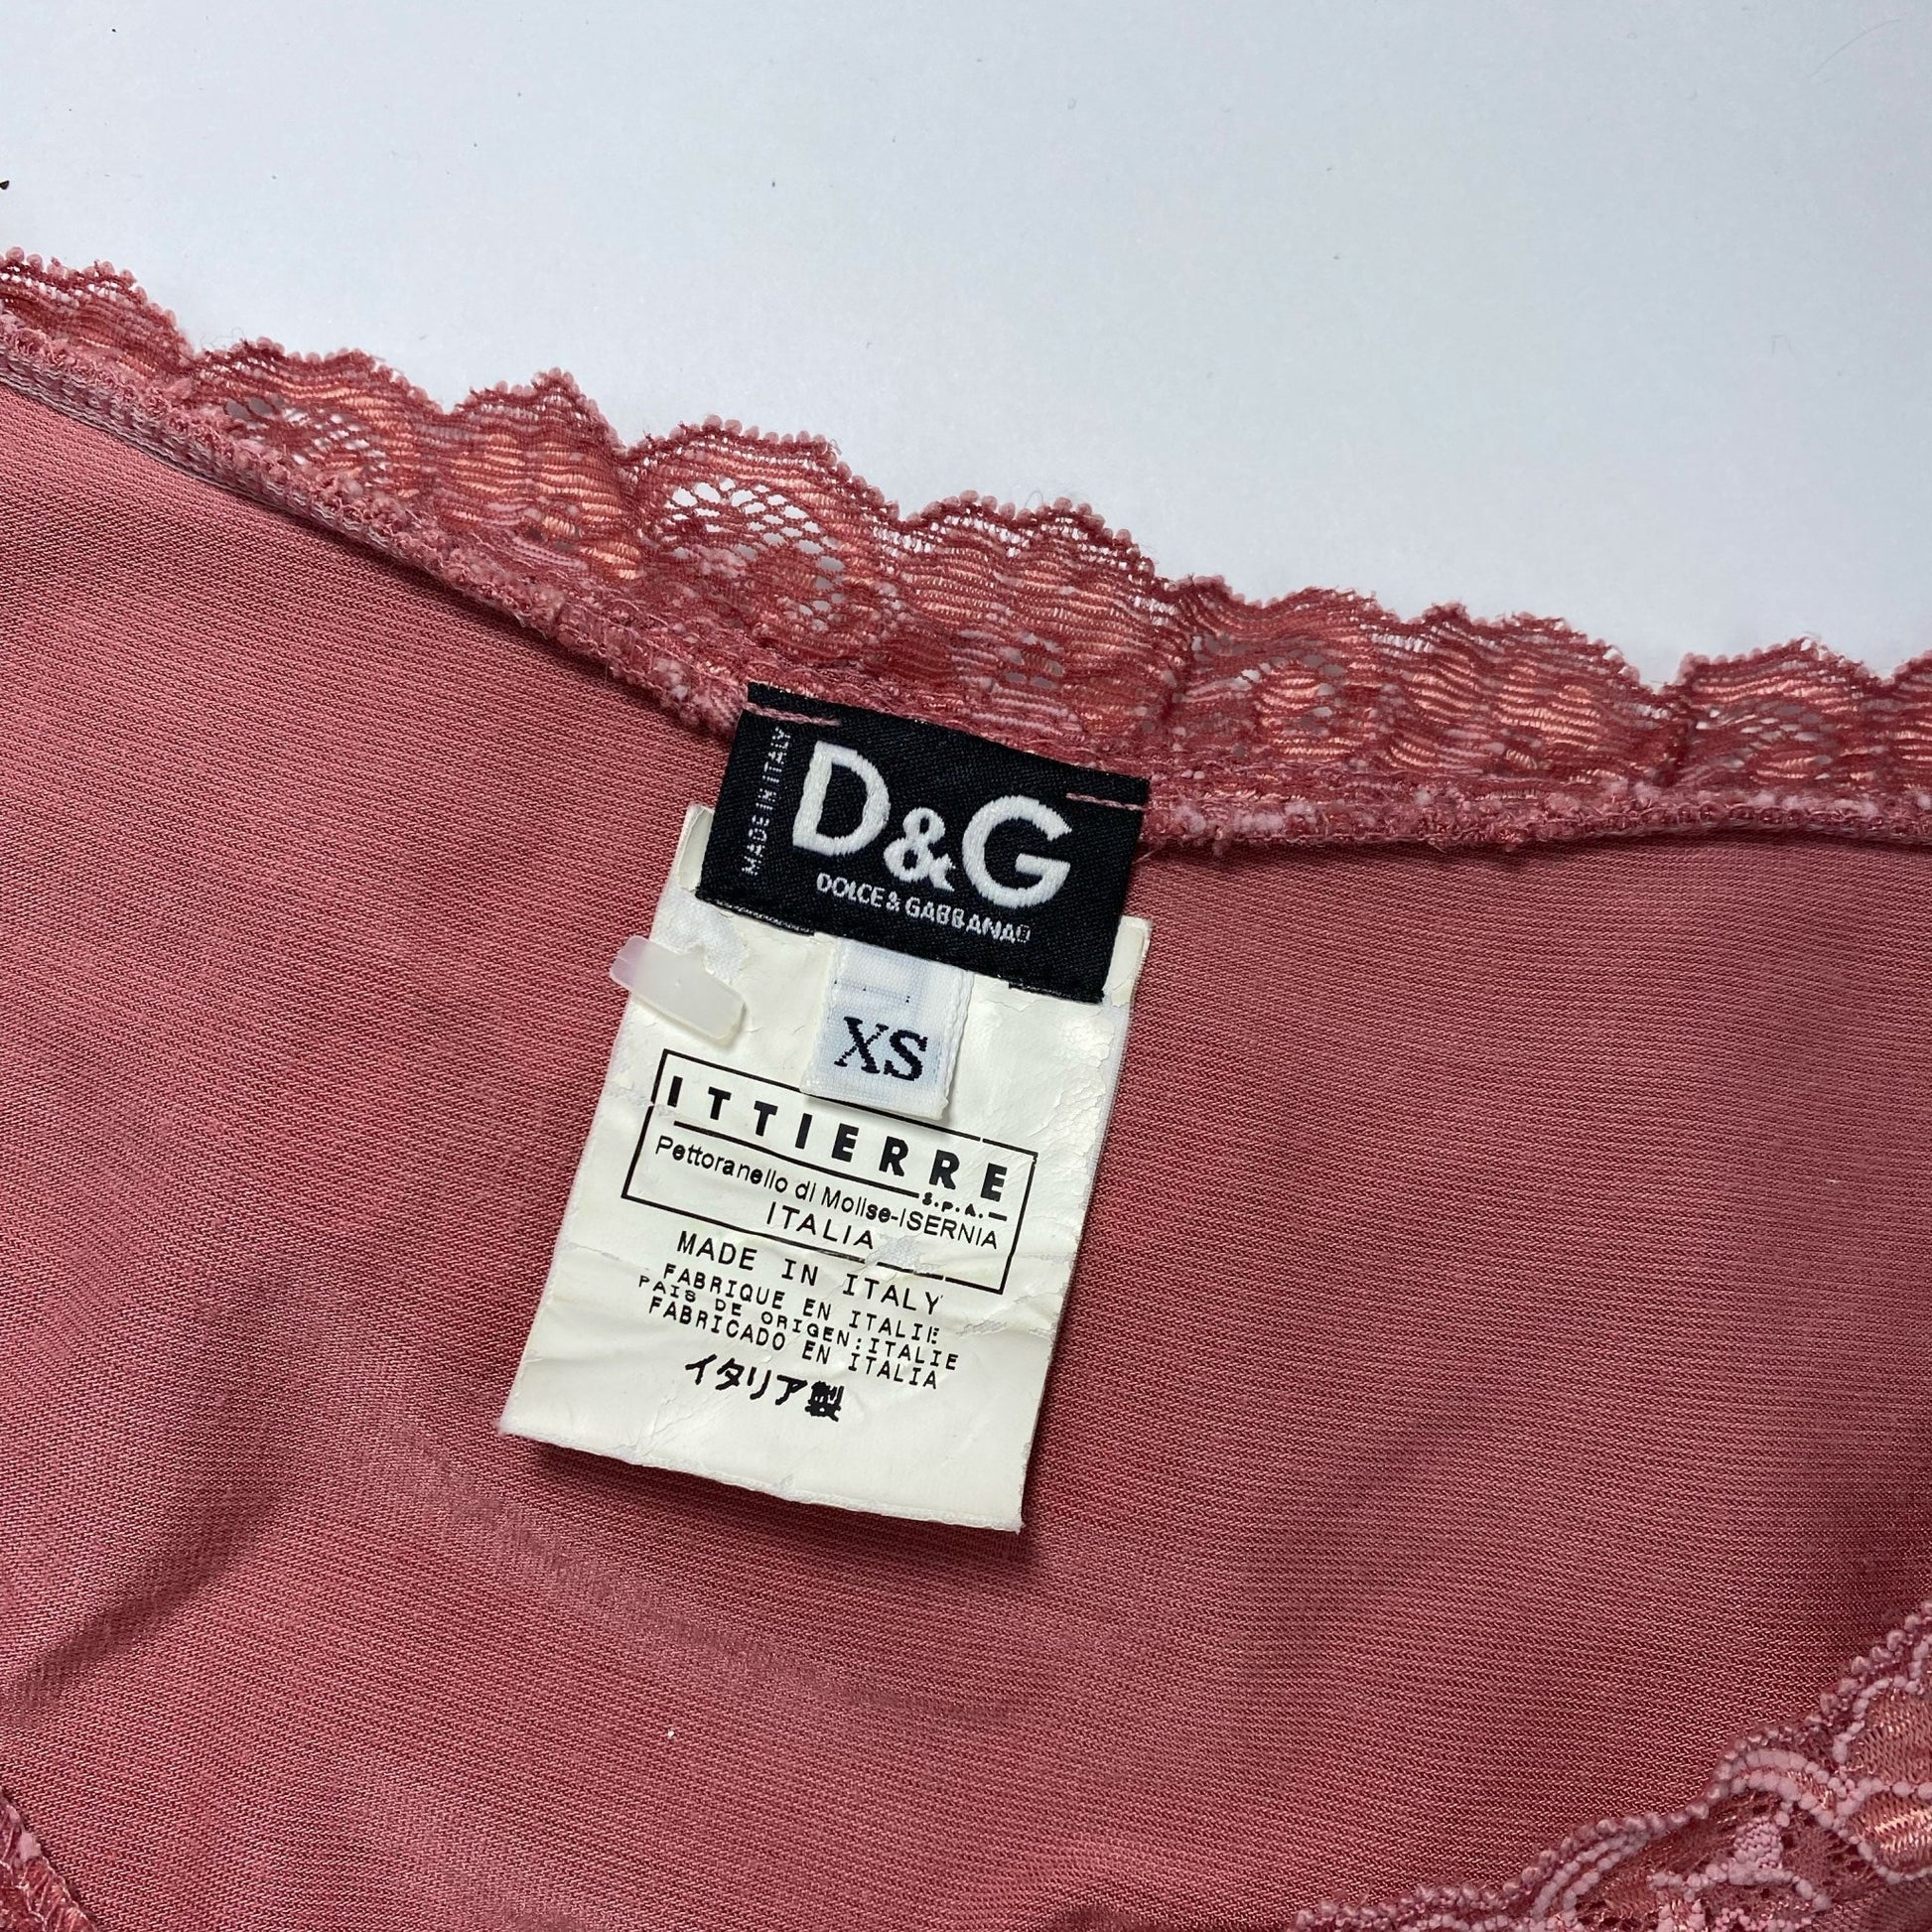 MADE IN ITALY
D&G
DOLCE & GABBANA®
XS
ITTIERRE
S.P.A.
Pettoranello di Molise-ISERNIA
ITALIA
MADE IN ITALY
FABRIQUE EN ITALIE
PAIS DE ORIGEN:ITALIE
FABRICADO EN ITALIA
イタリア製